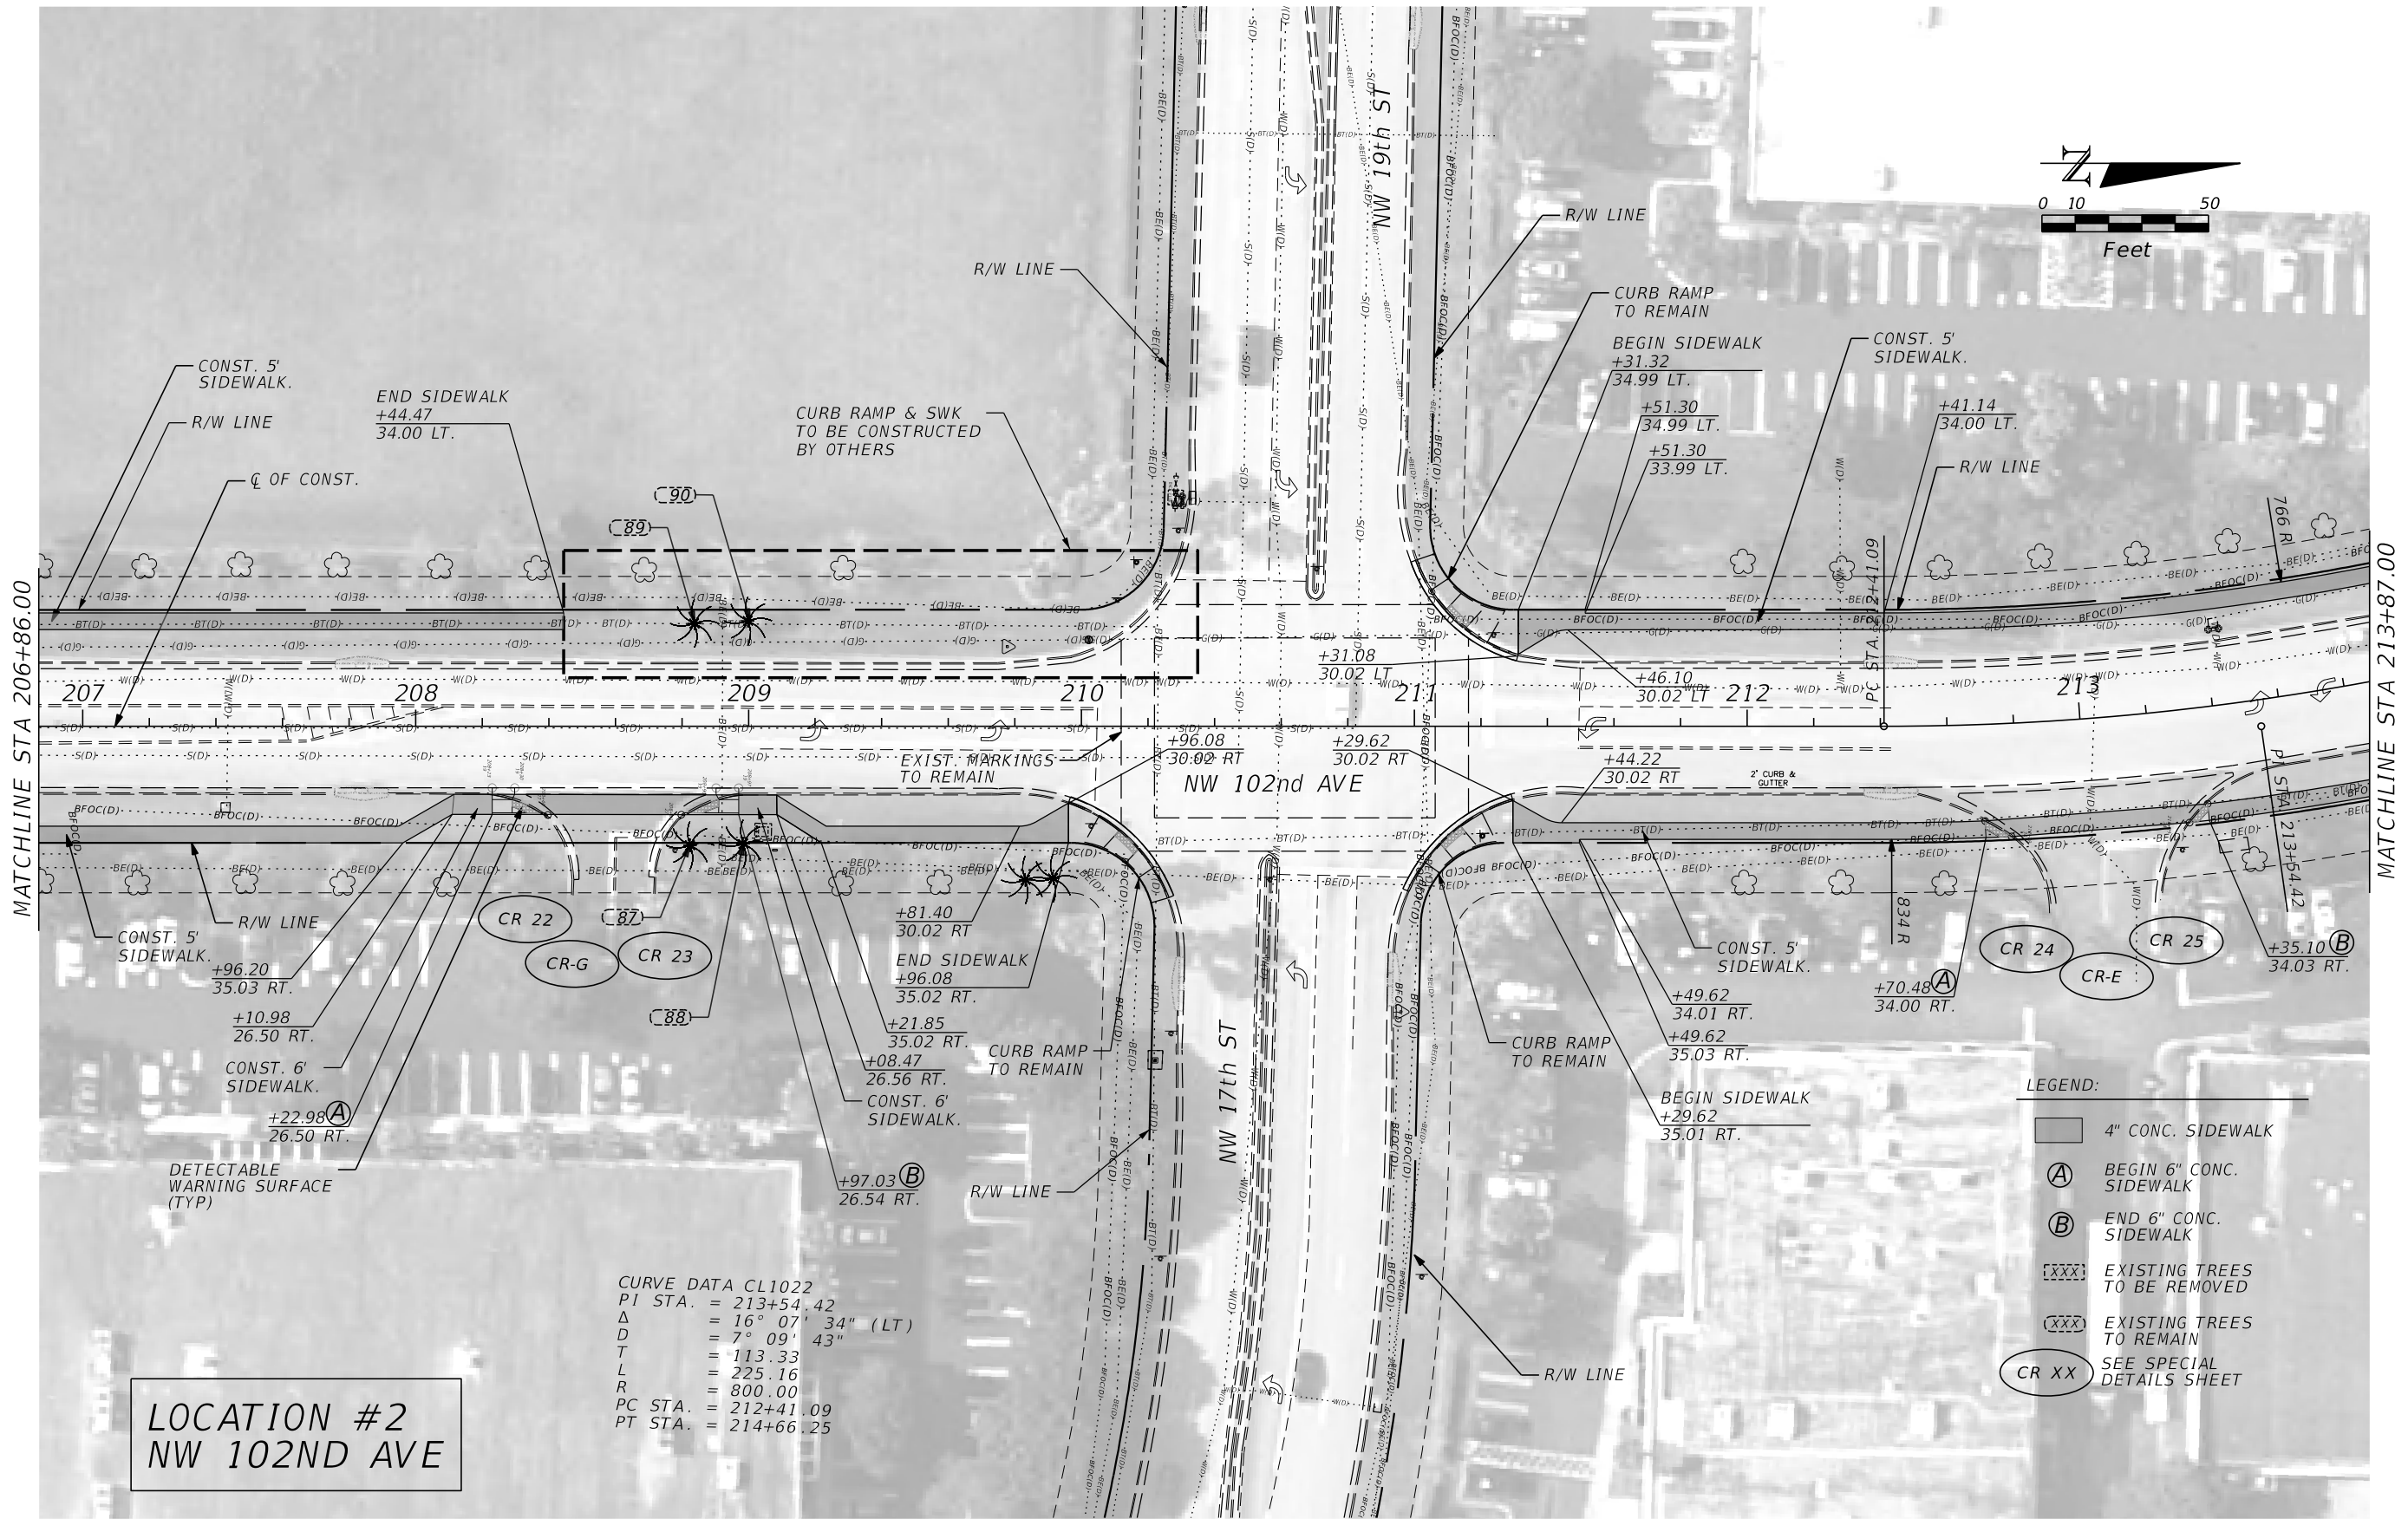 NW 19th ST
N
0 10 50
Feet
R/W LINE
R/W LINE
CURB RAMP
TO REMAIN
BEGIN SIDEWALK
+31.32
34.99 LT.
CONST. 5'
SIDEWALK.
+51.30
34.99 LT.
+51.30
33.99 LT.
+41.14
34.00 LT.
R/W LINE
766 R
PC STA 212+41.09
CONST. 5'
SIDEWALK.
R/W LINE
END SIDEWALK
+44.47
34.00 LT.
℄ OF CONST.
CURB RAMP & SWK
TO BE CONSTRUCTED
BY OTHERS
90
89
MATCHLINE STA 206+86.00
MATCHLINE STA 213+87.00
207
208
209
210
211
212
213
+31.08
30.02 LT
+46.10
30.02 LT
EXIST. MARKINGS
TO REMAIN
+96.08
30.02 RT
+29.62
30.02 RT
NW 102nd AVE
+44.22
30.02 RT
2' CURB &
GUTTER
PI STA 213+54.42
CONST. 5'
SIDEWALK.
R/W LINE
+96.20
35.03 RT.
+10.98
26.50 RT.
CONST. 6'
SIDEWALK.
+22.98 A
26.50 RT.
DETECTABLE
WARNING SURFACE
(TYP)
CR 22
CR-G
CR 23
87
88
+81.40
30.02 RT
END SIDEWALK
+96.08
35.02 RT.
+21.85
35.02 RT.
+08.47
26.56 RT.
CONST. 6'
SIDEWALK.
+97.03 B
26.54 RT.
CURB RAMP
TO REMAIN
R/W LINE
NW 17th ST
CURB RAMP
TO REMAIN
CONST. 5'
SIDEWALK.
+49.62
34.01 RT.
+49.62
35.03 RT.
BEGIN SIDEWALK
+29.62
35.01 RT.
834 R
+70.48 A
34.00 RT.
CR 24
CR-E
CR 25
+35.10 B
34.03 RT.
R/W LINE
LEGEND:
4" CONC. SIDEWALK
A BEGIN 6" CONC.
SIDEWALK
B END 6" CONC.
SIDEWALK
XXX EXISTING TREES
TO BE REMOVED
XXX EXISTING TREES
TO REMAIN
CR XX SEE SPECIAL
DETAILS SHEET
CURVE DATA CL1022
PI STA. = 213+54.42
Δ = 16° 07' 34" (LT)
D = 7° 09' 43"
T = 113.33
L = 225.16
R = 800.00
PC STA. = 212+41.09
PT STA. = 214+66.25
LOCATION #2
NW 102ND AVE